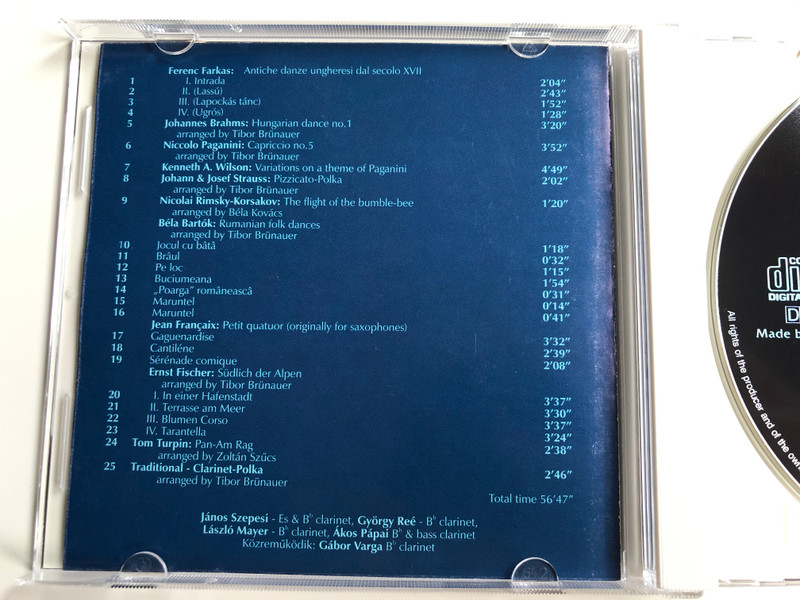 Ferenc Farkas: Antiche danze ungheresi dal secolo XVII
1 I. Intrada 2'04"
2 II. (Lassú) 2'43"
3 III. (Lapockás tánc) 1'52"
4 IV. (Ugrós) 1'28"
5 Johannes Brahms: Hungarian dance no.1 3'20"
arranged by Tibor Brünauer
6 Niccolo Paganini: Capriccio no.5 3'52"
arranged by Tibor Brünauer
7 Kenneth A. Wilson: Variations on a theme of Paganini 4'49"
8 Johann & Josef Strauss: Pizzicato-Polka 2'02"
arranged by Tibor Brünauer
9 Nicolai Rimsky-Korsakov: The flight of the bumble-bee 1'20"
arranged by Béla Kovács
Béla Bartók: Rumanian folk dances
arranged by Tibor Brünauer
10 Jocul cu bâtâ 1'18"
11 Brâul 0'32"
12 Pe loc 1'15"
13 Buciumeana 1'54"
14 „Poarga" româneascâ 0'31"
15 Maruntel 0'14"
16 Maruntel 0'41"
Jean Françaix: Petit quatuor (originally for saxophones)
17 Gaguenardise 3'32"
18 Cantiléne 2'39"
19 Sérénade comique 2'08"
Ernst Fischer: Südlich der Alpen
arranged by Tibor Brünauer
20 I. In einer Hafenstadt 3'37"
21 II. Terrasse am Meer 3'30"
22 III. Blumen Corso 3'37"
23 IV. Tarantella 3'24"
24 Tom Turpin: Pan-Am Rag 2'38"
arranged by Zoltán Szűcs
25 Traditional - Clarinet-Polka 2'46"
arranged by Tibor Brünauer
Total time 56'47"
János Szepesi - Es & B♭ clarinet, György Reé - B♭ clarinet,
László Mayer - B♭ clarinet, Ákos Pápai B♭ & bass clarinet
Közreműködik: Gábor Varga B♭ clarinet
DIGITA
Made b
All rights of the producer and of the own